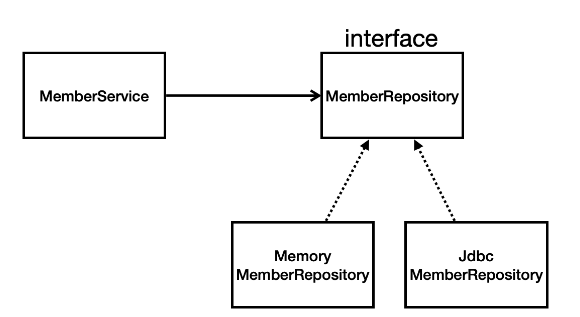 interface
MemberService
MemberRepository
Memory
MemberRepository
Jdbc
MemberRepository